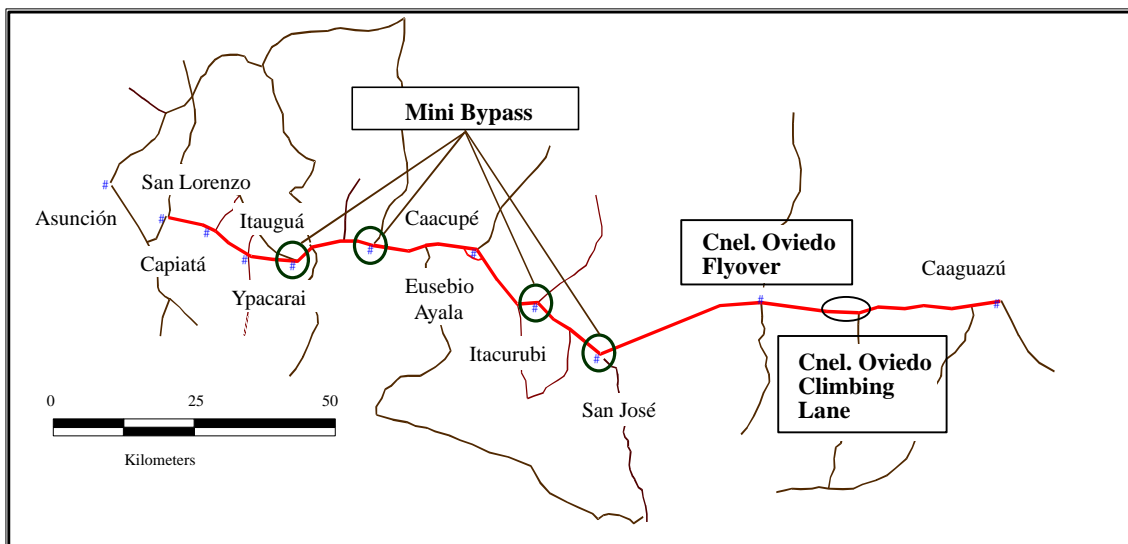 Mini Bypass
San Lorenzo
Asunción
Itauguá
Caacupé
Capiatá
Ypacarai
Eusebio
Ayala
Itacurubi
San José
Cnel. Oviedo
Flyover
Caaguazú
Cnel. Oviedo
Climbing
Lane
0 25 50
Kilometers
#
#
#
#
#
#
#
#
#
#
#